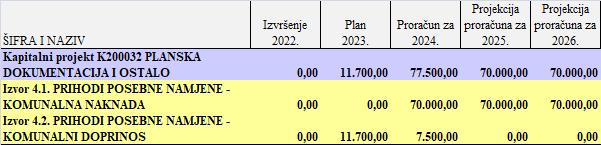 ŠIFRA I NAZIV Izvršenje 2022. Plan 2023. Proračun za 2024. Projekcija proračuna za 2025. Projekcija proračuna za 2026.
Kapitalni projekt K200032 PLANSKA
DOKUMENTACIJA I OSTALO 0,00 11.700,00 77.500,00 70.000,00 70.000,00
Izvor 4.1. PRIHODI POSEBNE NAMJENE -
KOMUNALNA NAKNADA 0,00 0,00 70.000,00 70.000,00 70.000,00
Izvor 4.2. PRIHODI POSEBNE NAMJENE -
KOMUNALNI DOPRINOS 0,00 11.700,00 7.500,00 0,00 0,00